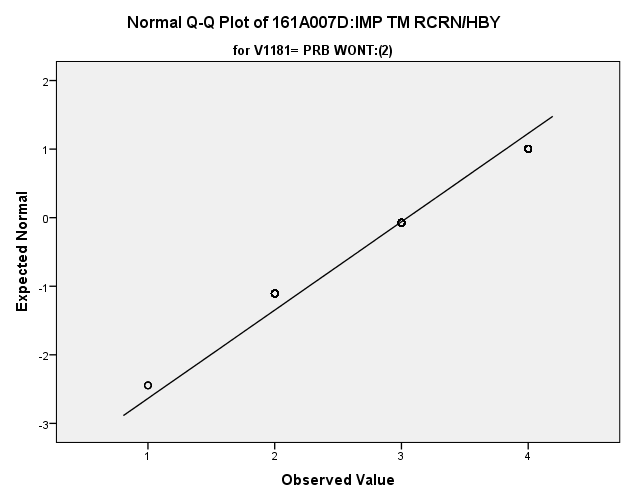 Normal Q-Q Plot of 161A007D:IMP TM RCRN/HBY
for V1181= PRB WONT:(2)
Expected Normal
2
1
0
-1
-2
-3
1 2 3 4
Observed Value